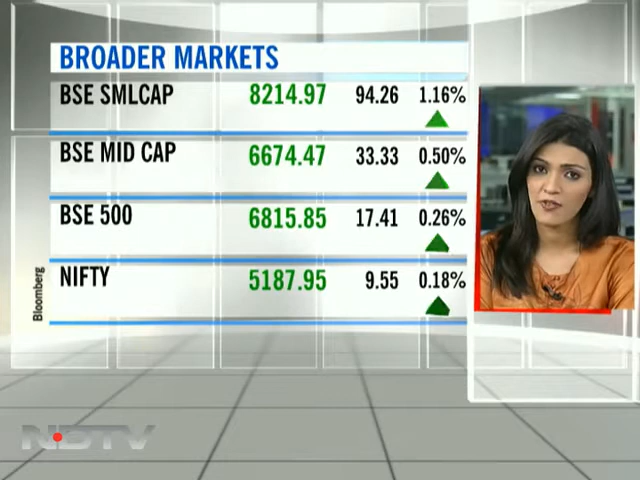 BROADER MARKETS
BSE SMLCAP 8214.97 94.26 1.16%
BSE MID CAP 6674.47 33.33 0.50%
BSE 500 6815.85 17.41 0.26%
NIFTY 5187.95 9.55 0.18%
Bloomberg
NDTV